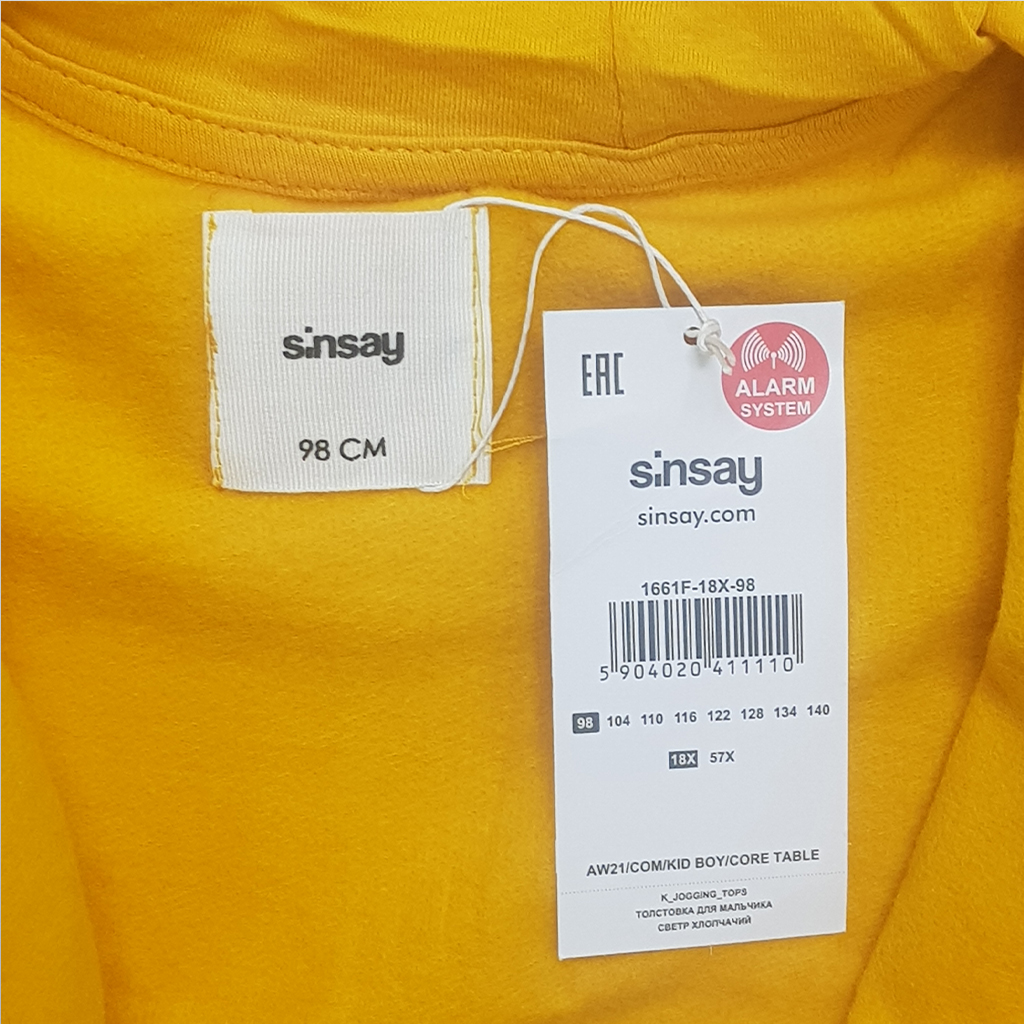 sinsay
98 CM
EAC
ALARM
SYSTEM
sinsay
sinsay.com
1661F-18X-98
5 904020 411110
98 104 110 116 122 128 134 140
18X 57X
AW21/COM/KID BOY/CORE TABLE
K_JOGGING_TOPS
ТОЛСТОВКА ДЛЯ МАЛЬЧИКА
СВЕТР ХЛОПЧАЧИЙ